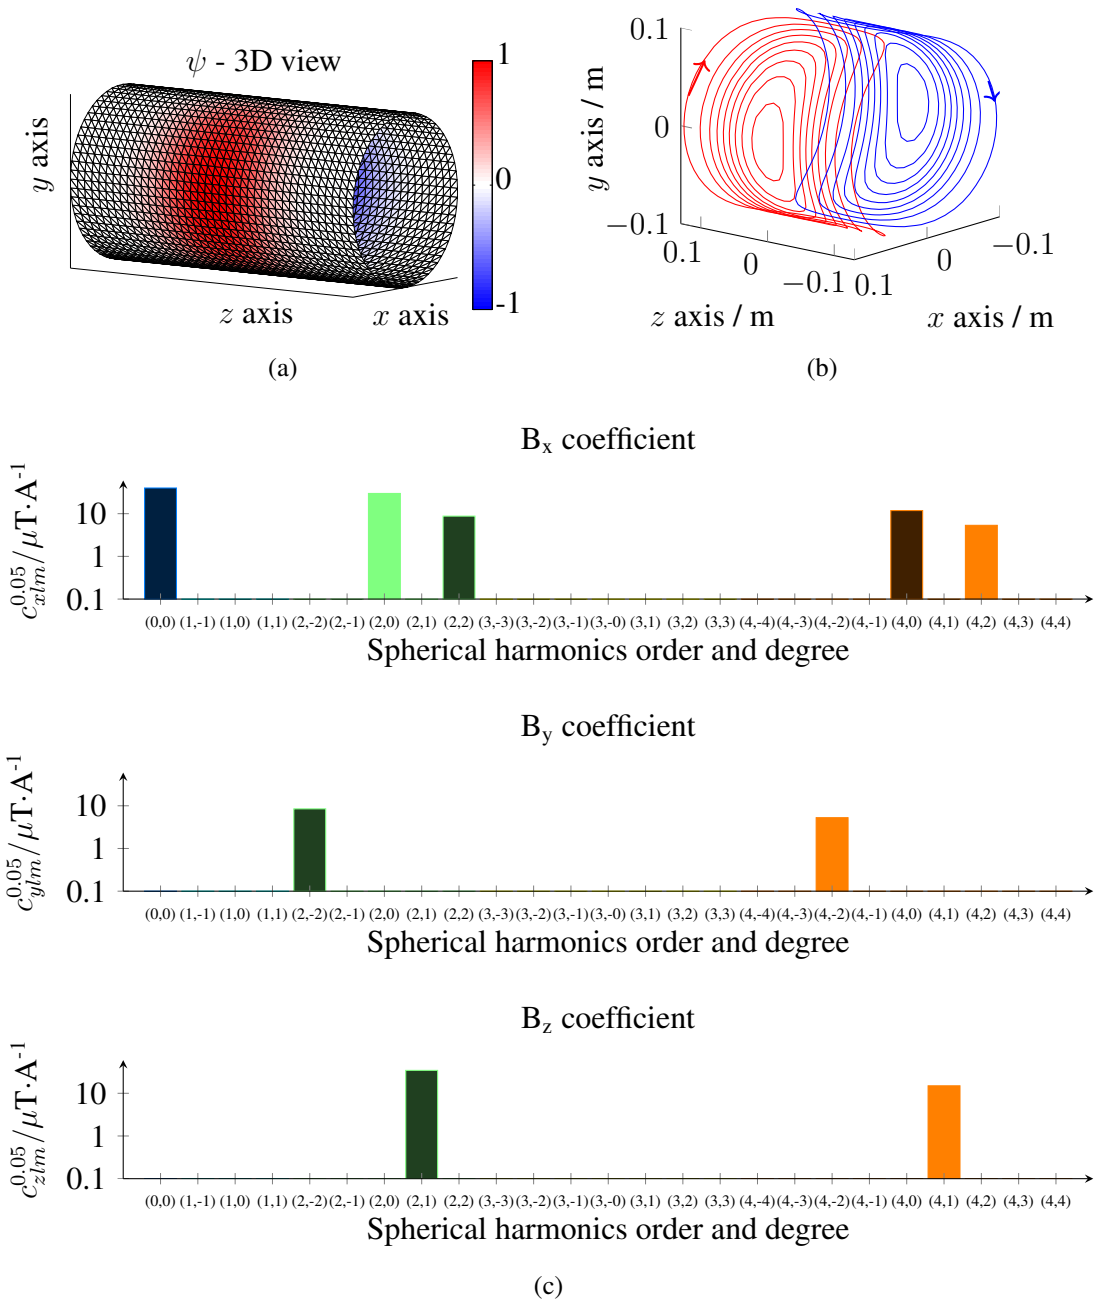 ψ - 3D view
1
0
-1
y axis
z axis
x axis
(a)
0.1
0
−0.1
y axis / m
0.1
0
−0.1
0.1
0
−0.1
z axis / m
x axis / m
(b)
Bx coefficient
c^0.05_xlm/μT·A^-1
10
1
0.1
(0,0) (1,-1) (1,0) (1,1) (2,-2) (2,-1) (2,0) (2,1) (2,2) (3,-3) (3,-2) (3,-1) (3,-0) (3,1) (3,2) (3,3) (4,-4) (4,-3) (4,-2) (4,-1) (4,0) (4,1) (4,2) (4,3) (4,4)
Spherical harmonics order and degree
By coefficient
c^0.05_ylm/μT·A^-1
10
1
0.1
(0,0) (1,-1) (1,0) (1,1) (2,-2) (2,-1) (2,0) (2,1) (2,2) (3,-3) (3,-2) (3,-1) (3,-0) (3,1) (3,2) (3,3) (4,-4) (4,-3) (4,-2) (4,-1) (4,0) (4,1) (4,2) (4,3) (4,4)
Spherical harmonics order and degree
Bz coefficient
c^0.05_zlm/μT·A^-1
10
1
0.1
(0,0) (1,-1) (1,0) (1,1) (2,-2) (2,-1) (2,0) (2,1) (2,2) (3,-3) (3,-2) (3,-1) (3,-0) (3,1) (3,2) (3,3) (4,-4) (4,-3) (4,-2) (4,-1) (4,0) (4,1) (4,2) (4,3) (4,4)
Spherical harmonics order and degree
(c)